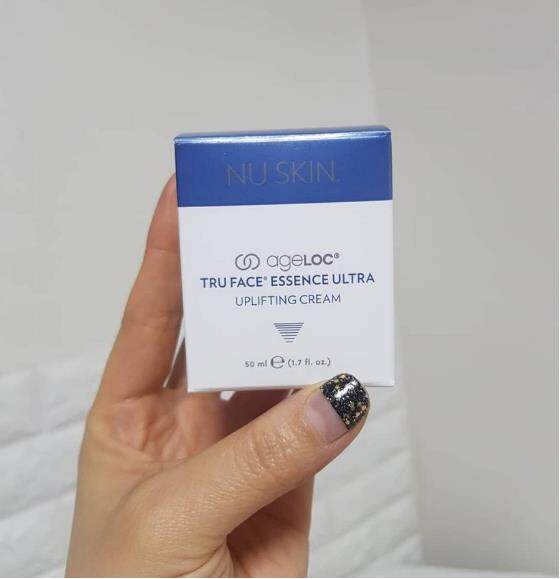 NU SKIN.
ageLOC®
TRU FACE® ESSENCE ULTRA
UPLIFTING CREAM
50 ml ℮ (1.7 fl. oz.)